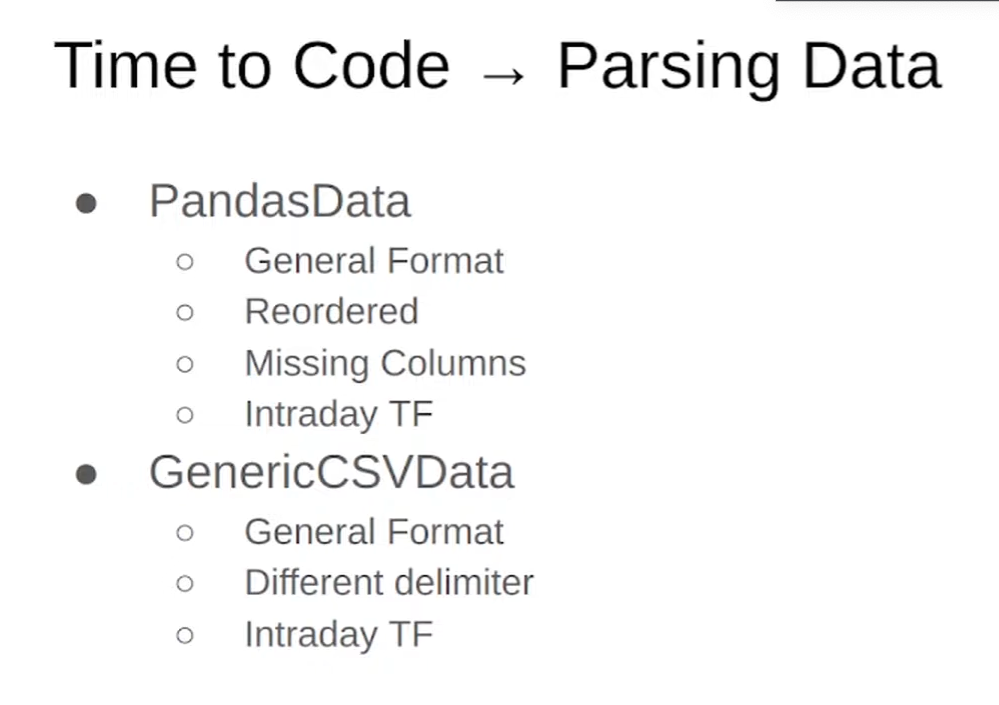 Time to Code → Parsing Data
● PandasData
○ General Format
○ Reordered
○ Missing Columns
○ Intraday TF
● GenericCSVData
○ General Format
○ Different delimiter
○ Intraday TF